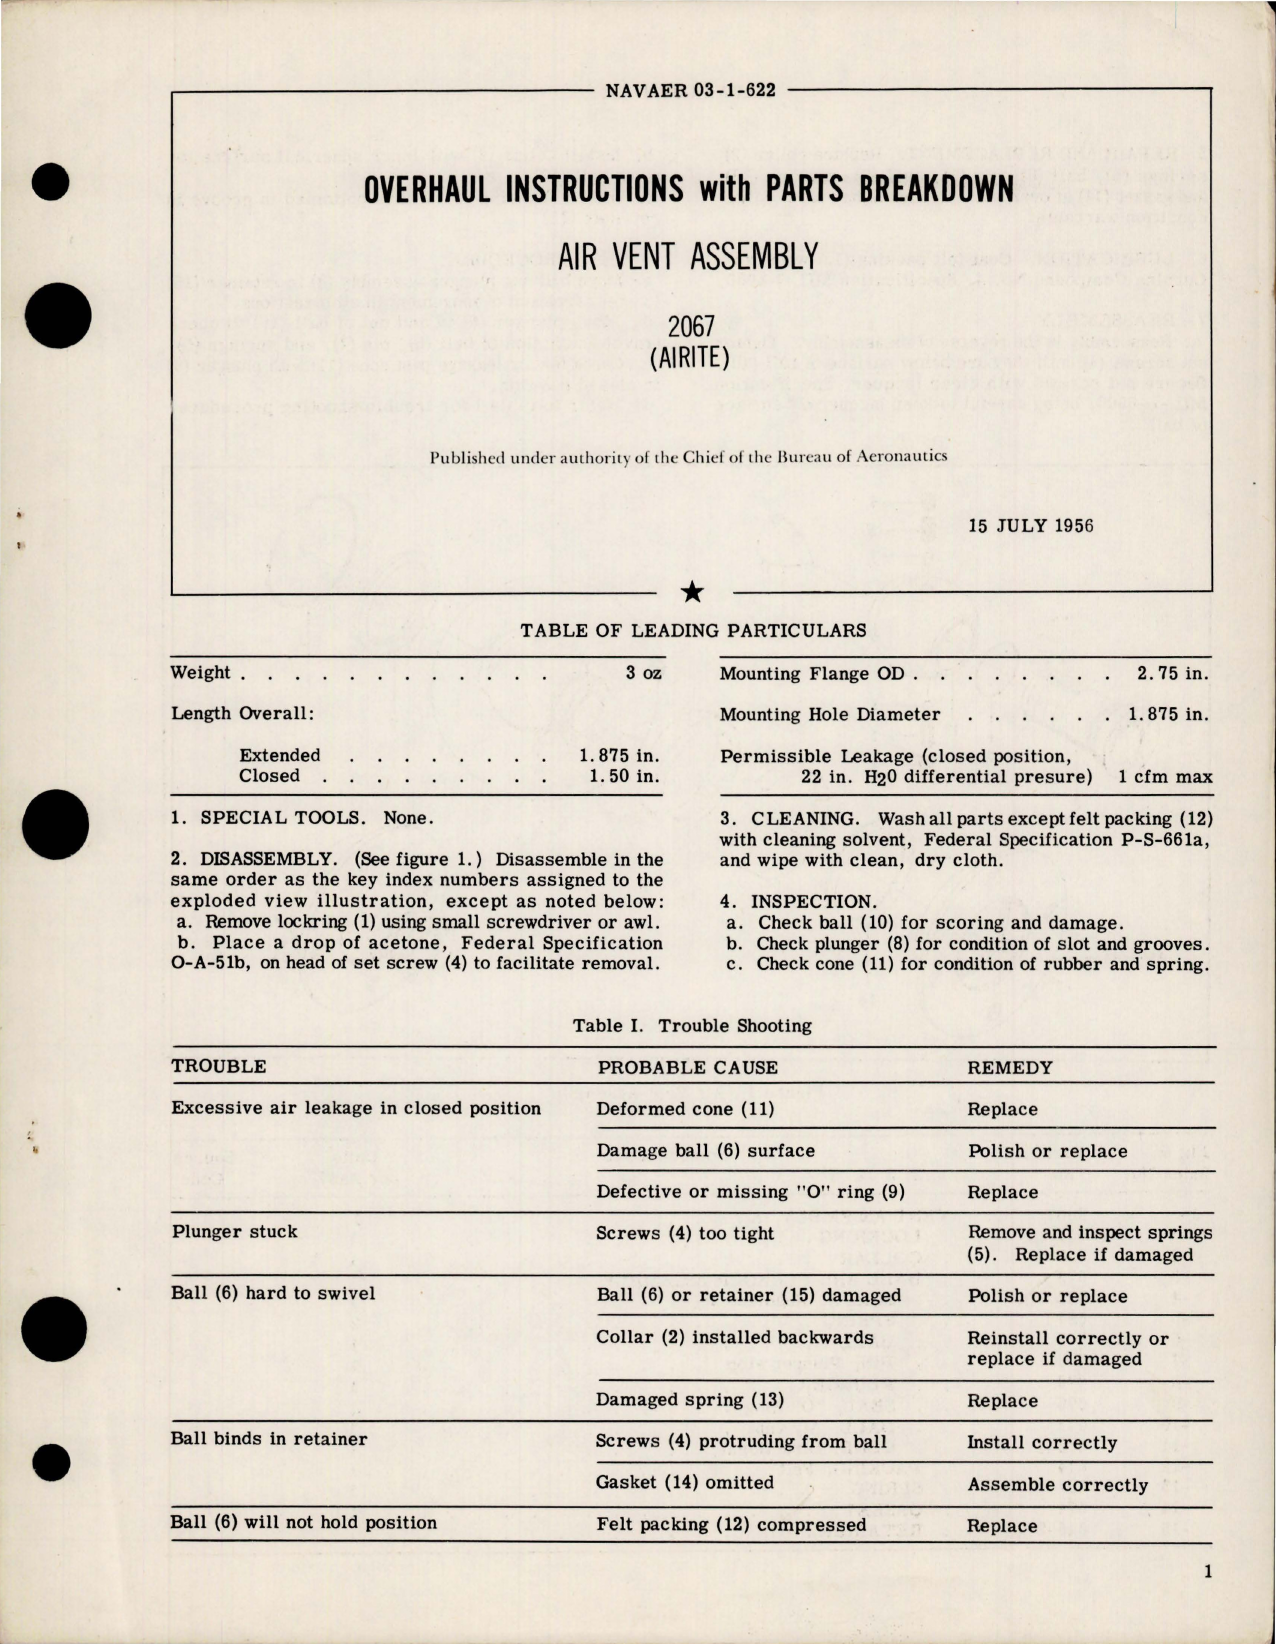 NAVAER 03-1-622
OVERHAUL INSTRUCTIONS with PARTS BREAKDOWN
AIR VENT ASSEMBLY
2067
(AIRITE)
Published under authority of the Chief of the Bureau of Aeronautics
15 JULY 1956
TABLE OF LEADING PARTICULARS
Weight . . . . . . . . . . . . 3 oz
Length Overall:
Extended . . . . . . . . 1.875 in.
Closed . . . . . . . . . 1.50 in.
Mounting Flange OD . . . . . . . . 2.75 in.
Mounting Hole Diameter . . . . . . 1.875 in.
Permissible Leakage (closed position,
22 in. H2O differential presure) 1 cfm max
1. SPECIAL TOOLS. None.
2. DISASSEMBLY. (See figure 1.) Disassemble in the
same order as the key index numbers assigned to the
exploded view illustration, except as noted below:
a. Remove lockring (1) using small screwdriver or awl.
b. Place a drop of acetone, Federal Specification
O-A-51b, on head of set screw (4) to facilitate removal.
3. CLEANING. Wash all parts except felt packing (12)
with cleaning solvent, Federal Specification P-S-661a,
and wipe with clean, dry cloth.
4. INSPECTION.
a. Check ball (10) for scoring and damage.
b. Check plunger (8) for condition of slot and grooves.
c. Check cone (11) for condition of rubber and spring.
Table I. Trouble Shooting
TROUBLE PROBABLE CAUSE REMEDY
Excessive air leakage in closed position Deformed cone (11) Replace
Damage ball (6) surface Polish or replace
Defective or missing "O" ring (9) Replace
Plunger stuck Screws (4) too tight Remove and inspect springs
(5). Replace if damaged
Ball (6) hard to swivel Ball (6) or retainer (15) damaged Polish or replace
Collar (2) installed backwards Reinstall correctly or
replace if damaged
Damaged spring (13) Replace
Ball binds in retainer Screws (4) protruding from ball Install correctly
Gasket (14) omitted Assemble correctly
Ball (6) will not hold position Felt packing (12) compressed Replace
1